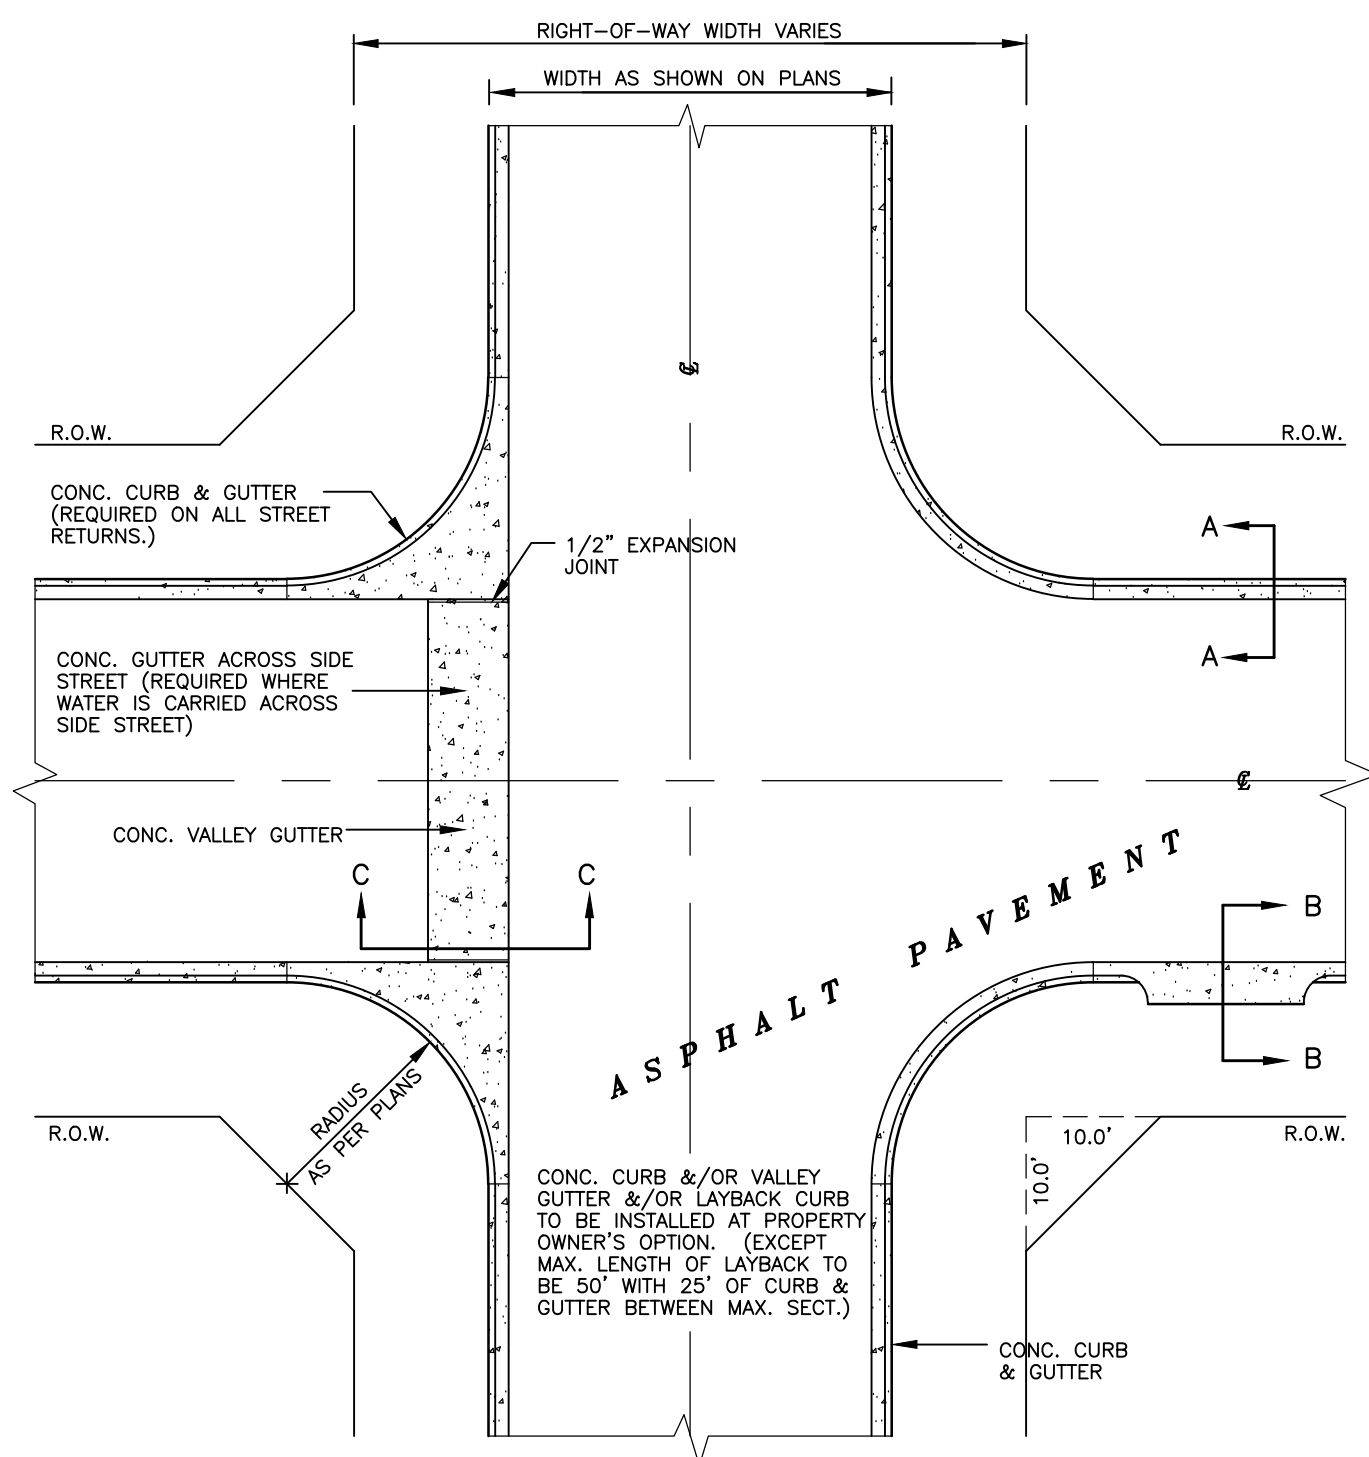 RIGHT-OF-WAY WIDTH VARIES
WIDTH AS SHOWN ON PLANS
℄
R.O.W.
R.O.W.
CONC. CURB & GUTTER
(REQUIRED ON ALL STREET
RETURNS.)
1/2" EXPANSION
JOINT
A
A
CONC. GUTTER ACROSS SIDE
STREET (REQUIRED WHERE
WATER IS CARRIED ACROSS
SIDE STREET)
℄
CONC. VALLEY GUTTER
C
C
ASPHALT PAVEMENT
B
B
RADIUS
AS PER PLANS
R.O.W.
10.0'
10.0'
R.O.W.
CONC. CURB &/OR VALLEY
GUTTER &/OR LAYBACK CURB
TO BE INSTALLED AT PROPERTY
OWNER'S OPTION. (EXCEPT
MAX. LENGTH OF LAYBACK TO
BE 50' WITH 25' OF CURB &
GUTTER BETWEEN MAX. SECT.)
CONC. CURB
& GUTTER